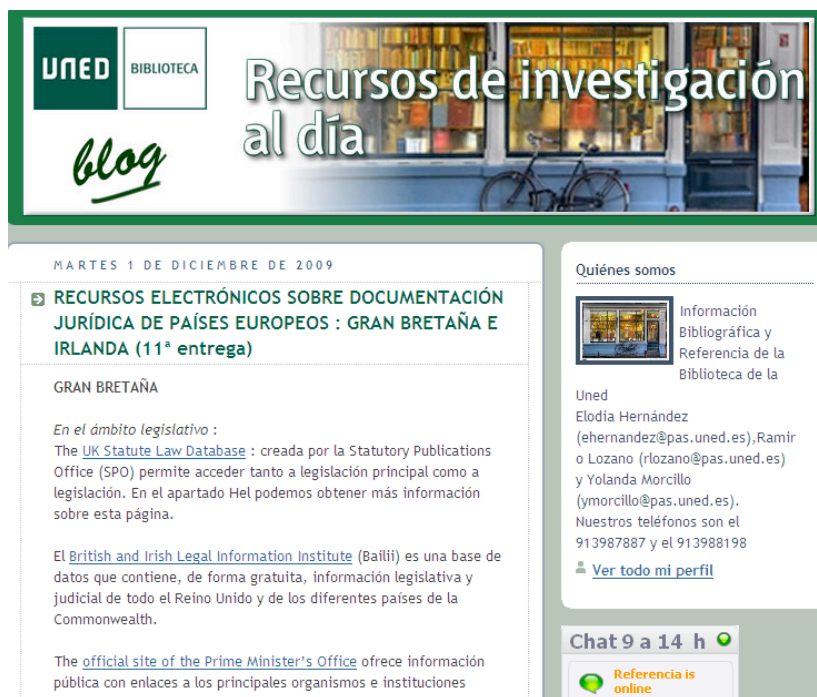 UNED
BIBLIOTECA
blog
Recursos de investigación
al día
MARTES 1 DE DICIEMBRE DE 2009
RECURSOS ELECTRÓNICOS SOBRE DOCUMENTACIÓN
JURÍDICA DE PAÍSES EUROPEOS : GRAN BRETAÑA E
IRLANDA (11ª entrega)
GRAN BRETAÑA
En el ámbito legislativo :
The UK Statute Law Database : creada por la Statutory Publications
Office (SPO) permite acceder tanto a legislación principal como a
legislación. En el apartado Hel podemos obtener más información
sobre esta página.
El British and Irish Legal Information Institute (Bailii) es una base de
datos que contiene, de forma gratuita, información legislativa y
judicial de todo el Reino Unido y de los diferentes países de la
Commonwealth.
The official site of the Prime Minister's Office ofrece información
pública con enlaces a los principales organismos e instituciones
Quiénes somos
Información
Bibliográfica y
Referencia de la
Biblioteca de la
Uned
Elodia Hernández
(ehernandez@pas.uned.es),Ramir
o Lozano (rlozano@pas.uned.es)
y Yolanda Morcillo
(ymorcillo@pas.uned.es).
Nuestros teléfonos son el
913987887 y el 913988198
Ver todo mi perfil
Chat 9 a 14 h
Referencia is
online